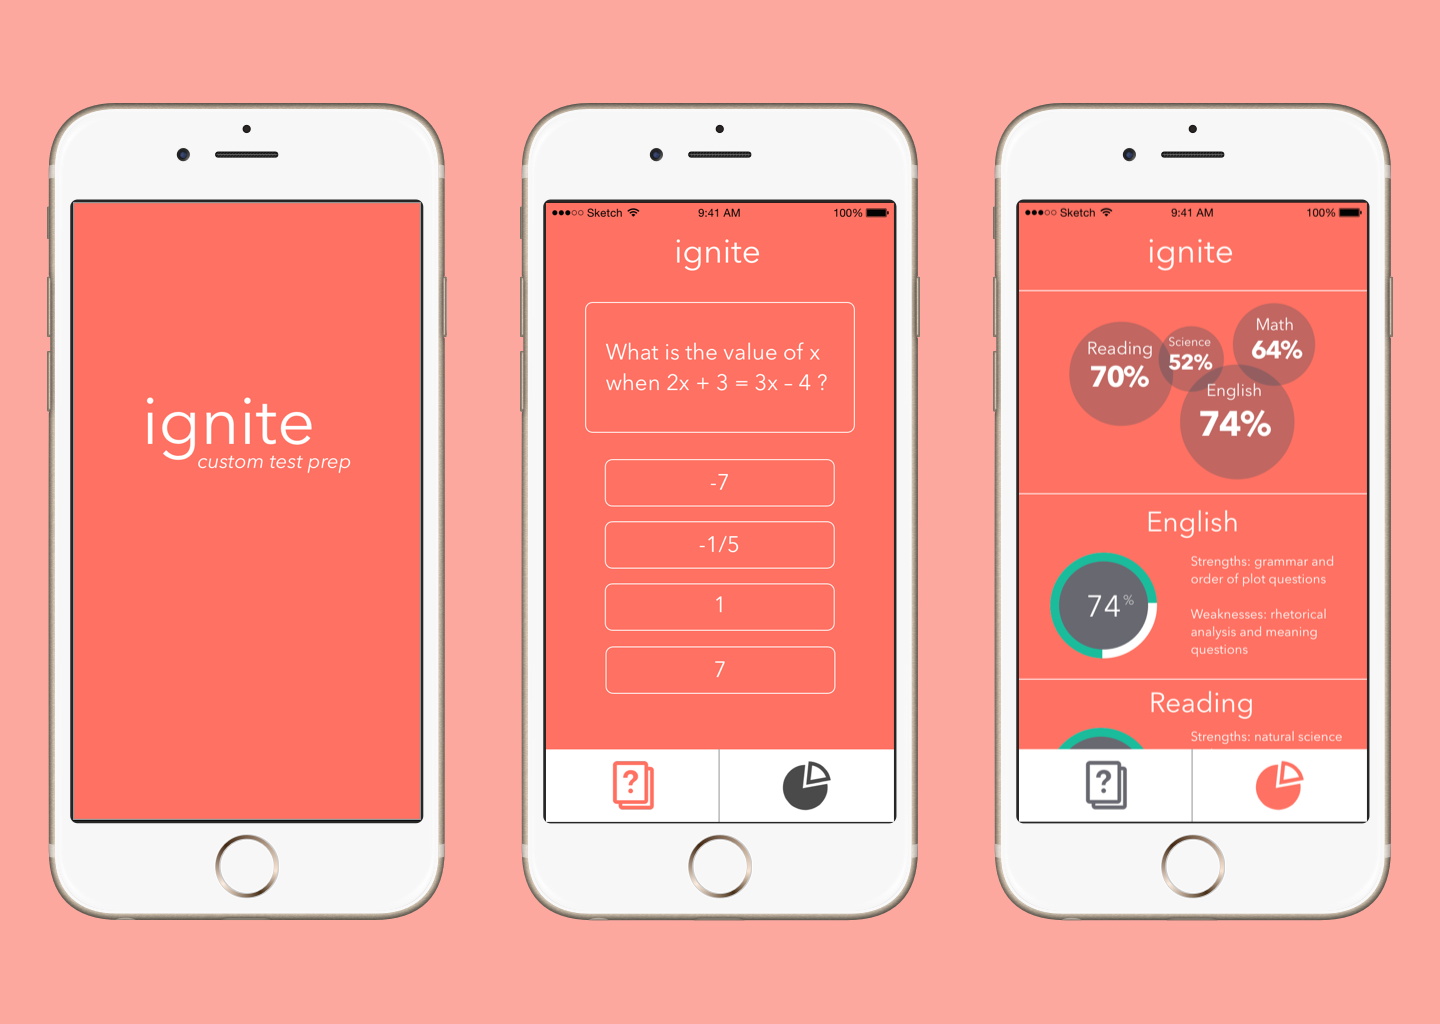 ignite
custom test prep
Sketch 9:41 AM 100%
ignite
What is the value of x
when 2x + 3 = 3x – 4 ?
-7
-1/5
1
7
?
Sketch 9:41 AM 100%
ignite
Reading
70%
Science
52%
Math
64%
English
74%
English
74%
Strengths: grammar and
order of plot questions
Weaknesses: rhetorical
analysis and meaning
questions
Reading
Strengths: natural science
?